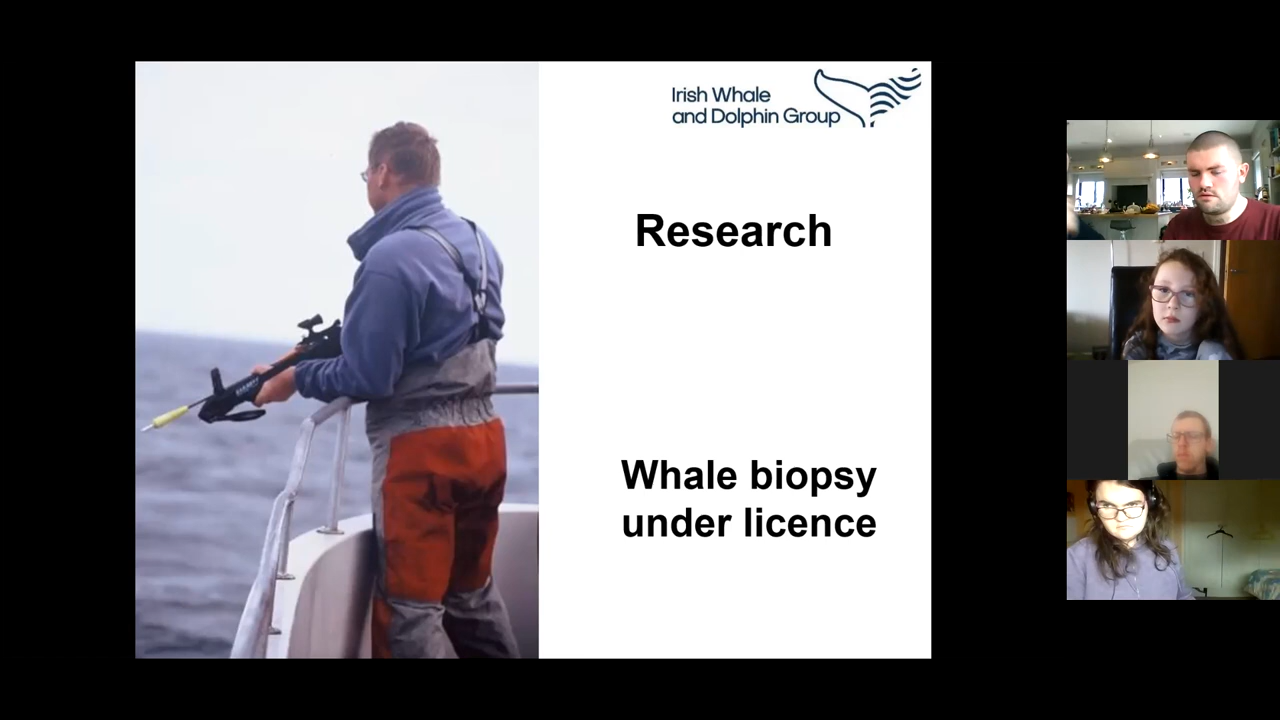 Irish Whale
and Dolphin Group
Research
Whale biopsy
under licence